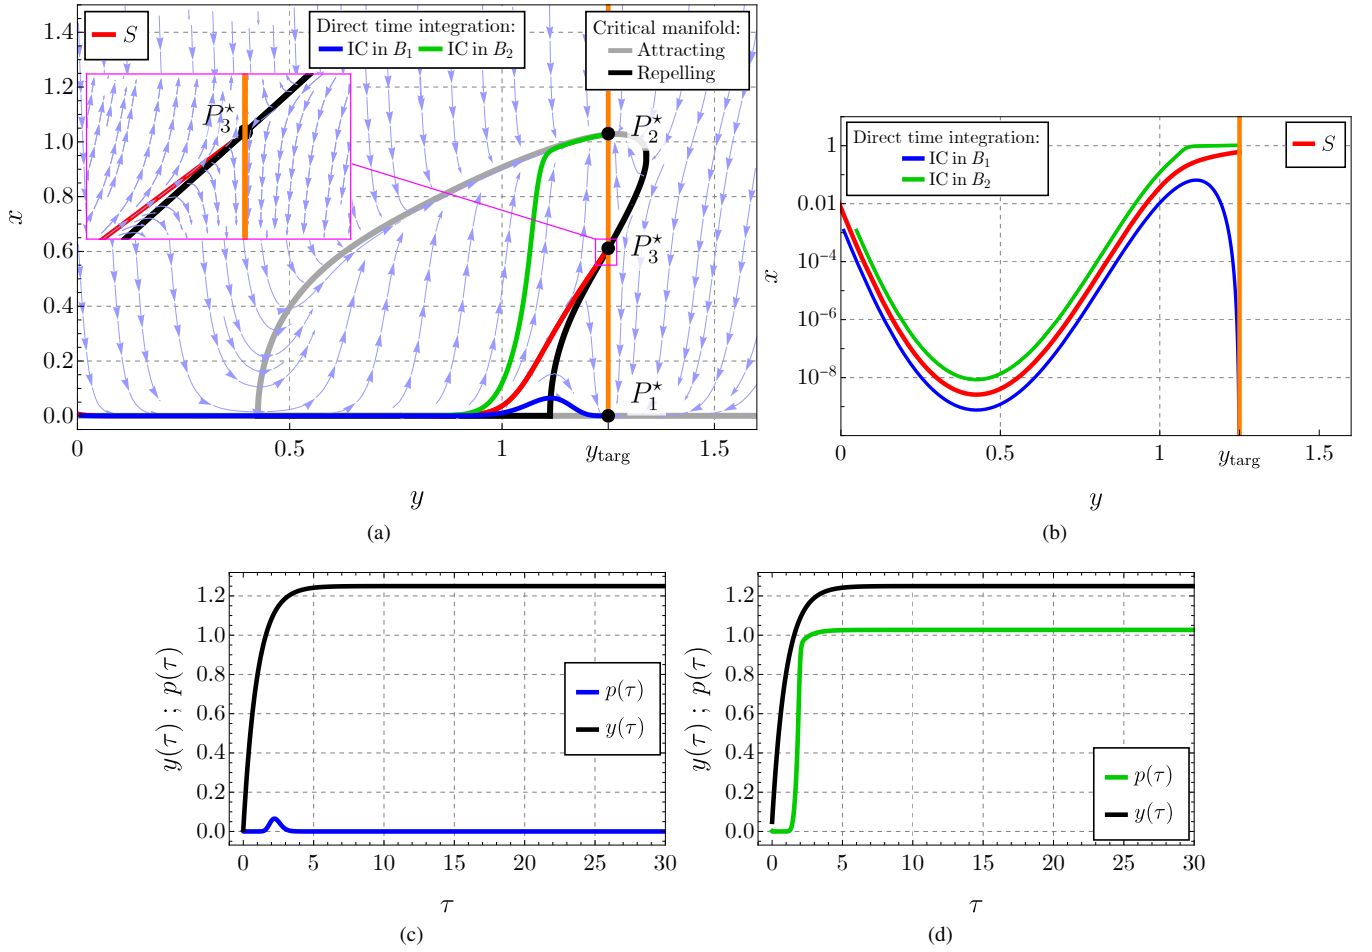 S
Direct time integration:
IC in B₁ IC in B₂
Critical manifold:
Attracting
Repelling
1.4
1.2
1.0
0.8
0.6
0.4
0.2
0.0
x
P₃⋆
P₂⋆
P₃⋆
P₁⋆
0 0.5 1 y_targ 1.5
y
(a)
Direct time integration:
IC in B₁
IC in B₂
S
1
0.01
10⁻⁴
10⁻⁶
10⁻⁸
x
0 0.5 1 y_targ 1.5
y
(b)
1.2
1.0
0.8
0.6
0.4
0.2
0.0
y(τ) ; p(τ)
p(τ)
y(τ)
0 5 10 15 20 25 30
τ
(c)
1.2
1.0
0.8
0.6
0.4
0.2
0.0
y(τ) ; p(τ)
p(τ)
y(τ)
0 5 10 15 20 25 30
τ
(d)